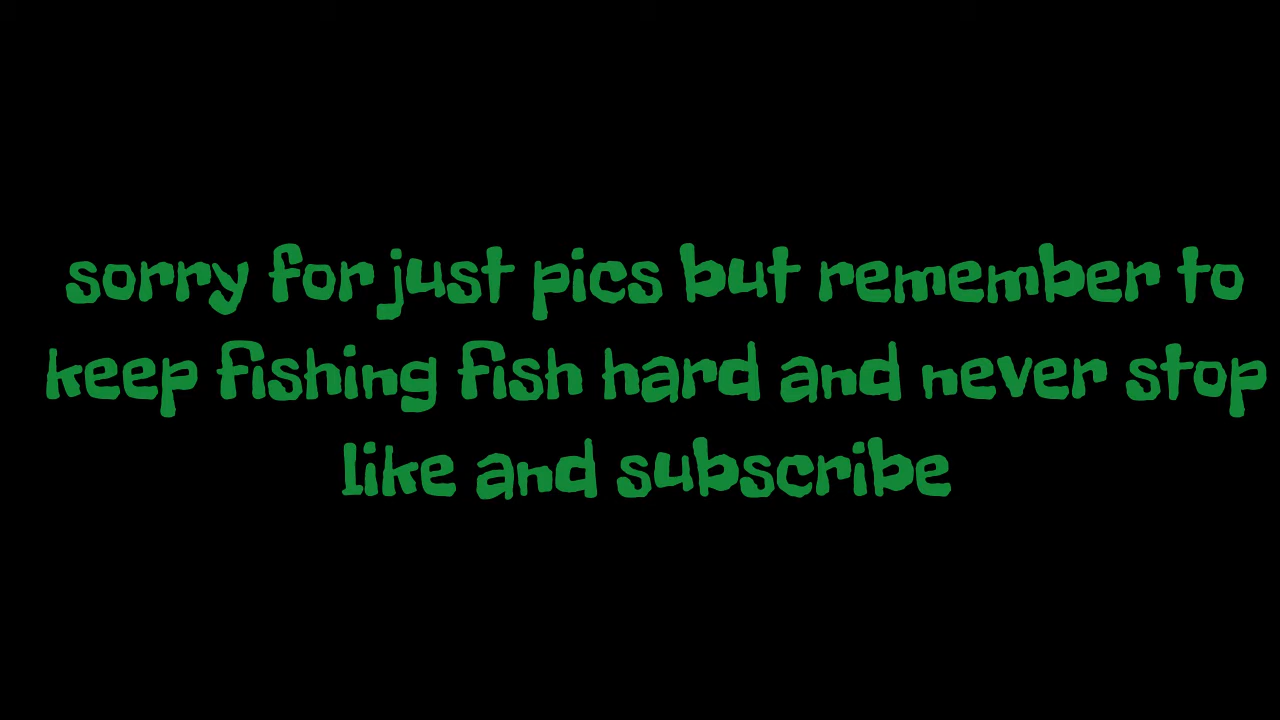 sorry for just pics but remember to
keep fishing fish hard and never stop
like and subscribe